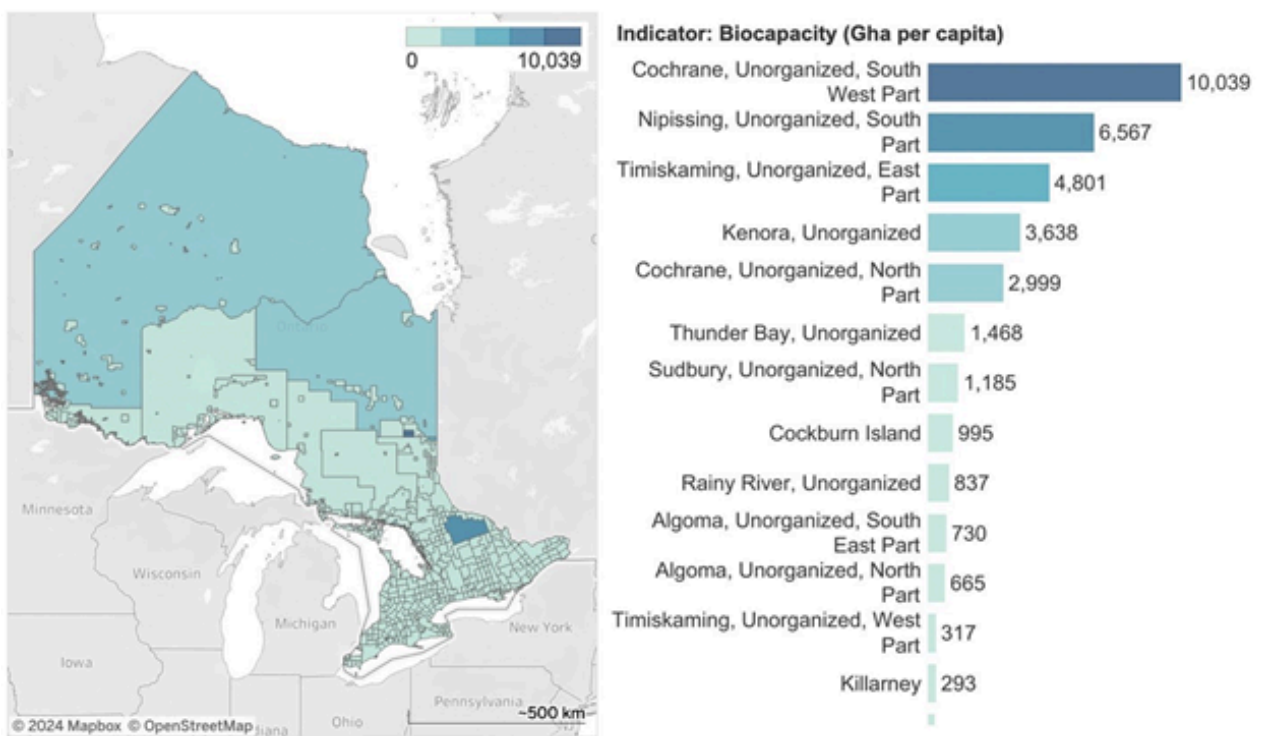 0
10,039
Ontario
Minnesota
Wisconsin
Michigan
New York
Iowa
Pennsylvania
Ohio
diana
NJ
~500 km
© 2024 Mapbox © OpenStreetMap
Indicator: Biocapacity (Gha per capita)
Cochrane, Unorganized, South
West Part
10,039
Nipissing, Unorganized, South
Part
6,567
Timiskaming, Unorganized, East
Part
4,801
Kenora, Unorganized
3,638
Cochrane, Unorganized, North
Part
2,999
Thunder Bay, Unorganized
1,468
Sudbury, Unorganized, North
Part
1,185
Cockburn Island
995
Rainy River, Unorganized
837
Algoma, Unorganized, South
East Part
730
Algoma, Unorganized, North
Part
665
Timiskaming, Unorganized, West
Part
317
Killarney
293